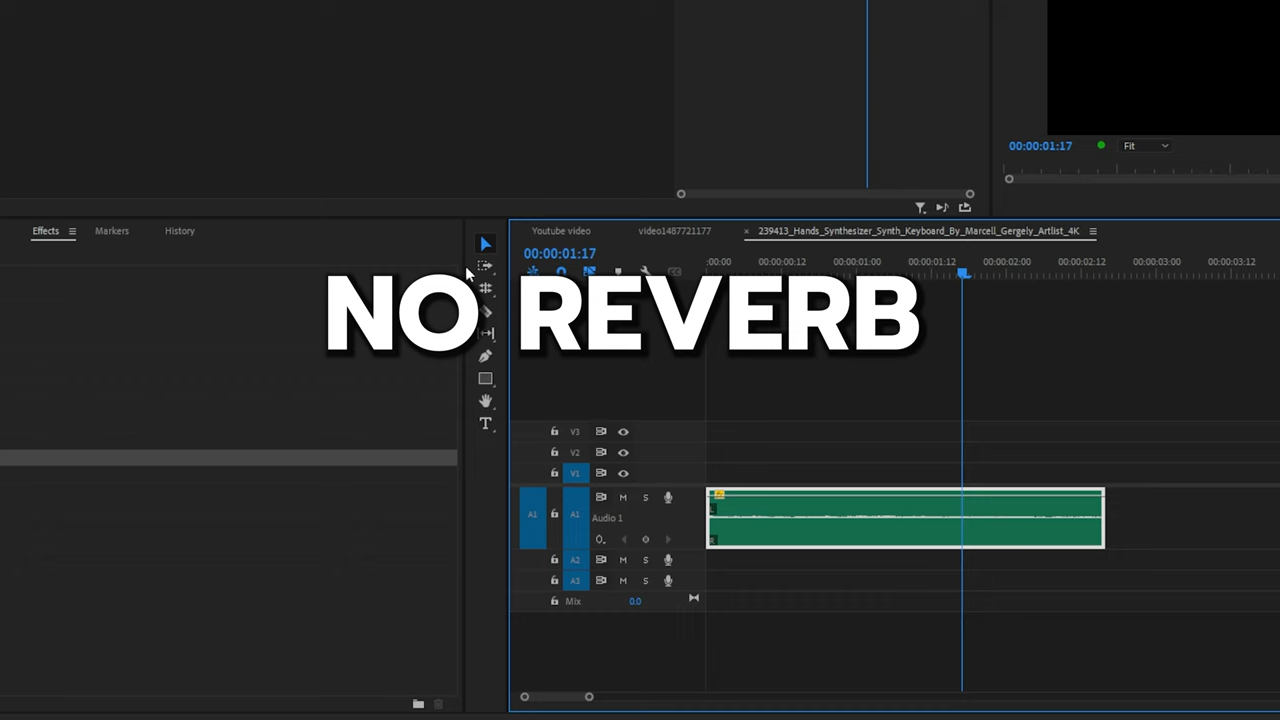 00:00:01:17
Fit
Effects
Markers
History
Youtube video
video1487721177
239413_Hands_Synthesizer_Synth_Keyboard_By_Marcell_Gergely_Artlist_4K
00:00:01:17
:00:00
00:00:00:12
00:00:01:00
00:00:01:12
00:00:02:00
00:00:02:12
00:00:03:00
00:00:03:12
NO REVERB
V3
V2
V1
A1
A1
M
S
Audio 1
L
R
A2
M
S
A3
M
S
Mix
0.0